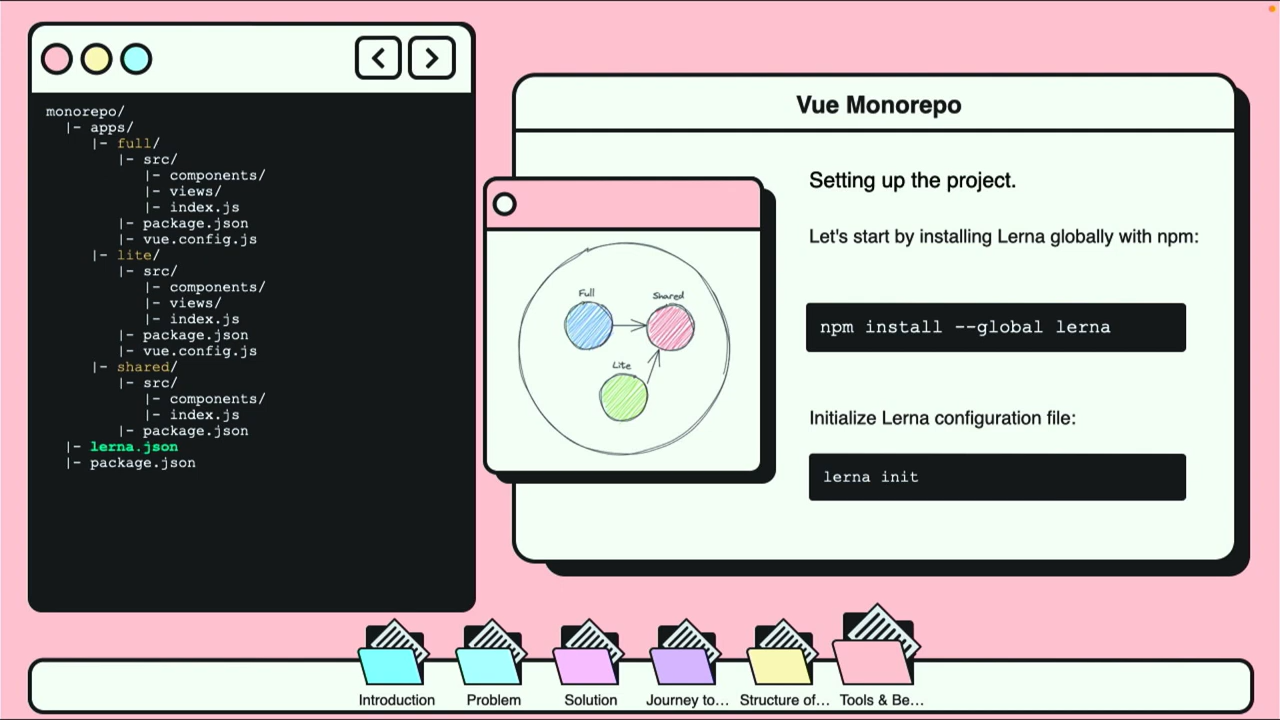 monorepo/
|- apps/
|- full/
|- src/
|- components/
|- views/
|- index.js
|- package.json
|- vue.config.js
|- lite/
|- src/
|- components/
|- views/
|- index.js
|- package.json
|- vue.config.js
|- shared/
|- src/
|- components/
|- index.js
|- package.json
|- lerna.json
|- package.json
Vue Monorepo
Setting up the project.
Let's start by installing Lerna globally with npm:
npm install --global lerna
Initialize Lerna configuration file:
lerna init
Full
Shared
Lite
Introduction
Problem
Solution
Journey to...
Structure of...
Tools & Be...